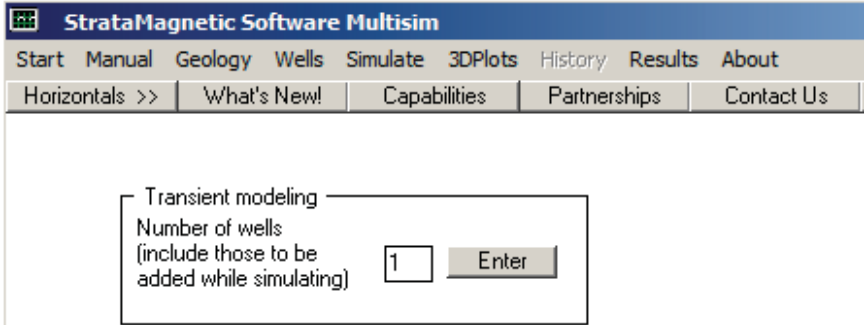 StrataMagnetic Software Multisim
Start Manual Geology Wells Simulate 3DPlots History Results About
Horizontals >> What's New! Capabilities Partnerships Contact Us
Transient modeling
Number of wells
(include those to be
added while simulating)
1 Enter